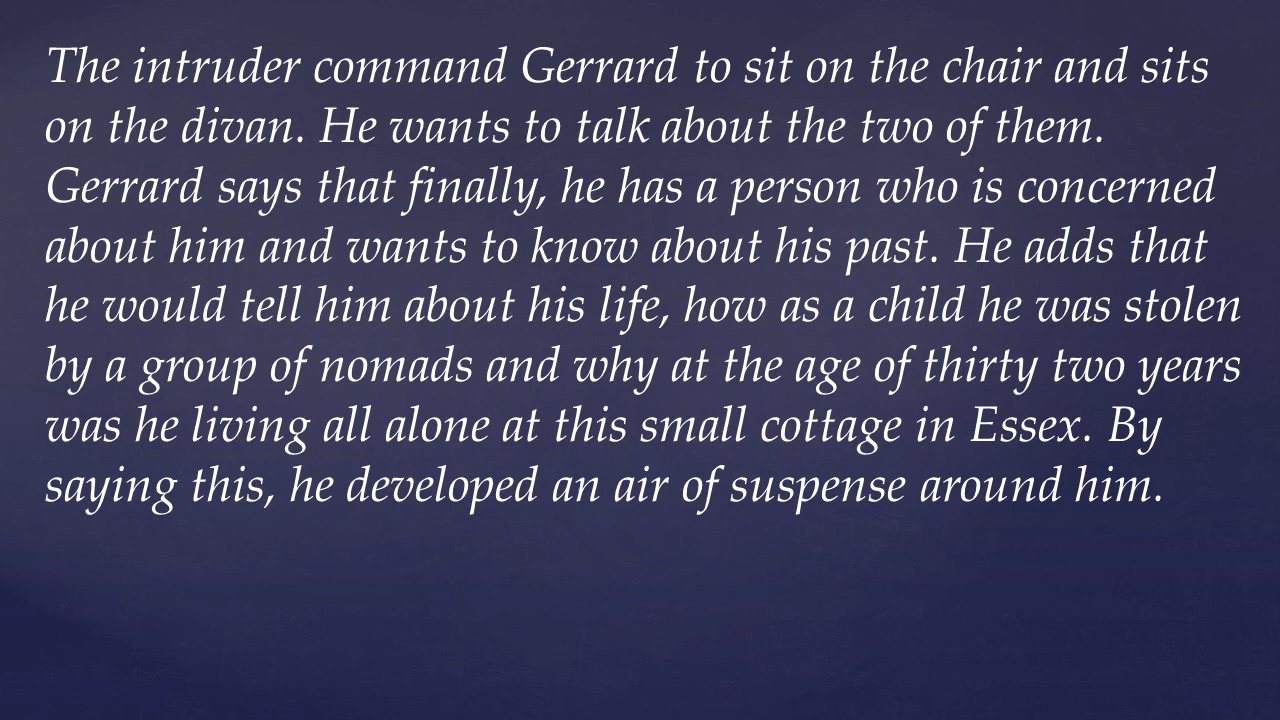 The intruder command Gerrard to sit on the chair and sits
on the divan. He wants to talk about the two of them.
Gerrard says that finally, he has a person who is concerned
about him and wants to know about his past. He adds that
he would tell him about his life, how as a child he was stolen
by a group of nomads and why at the age of thirty two years
was he living all alone at this small cottage in Essex. By
saying this, he developed an air of suspense around him.